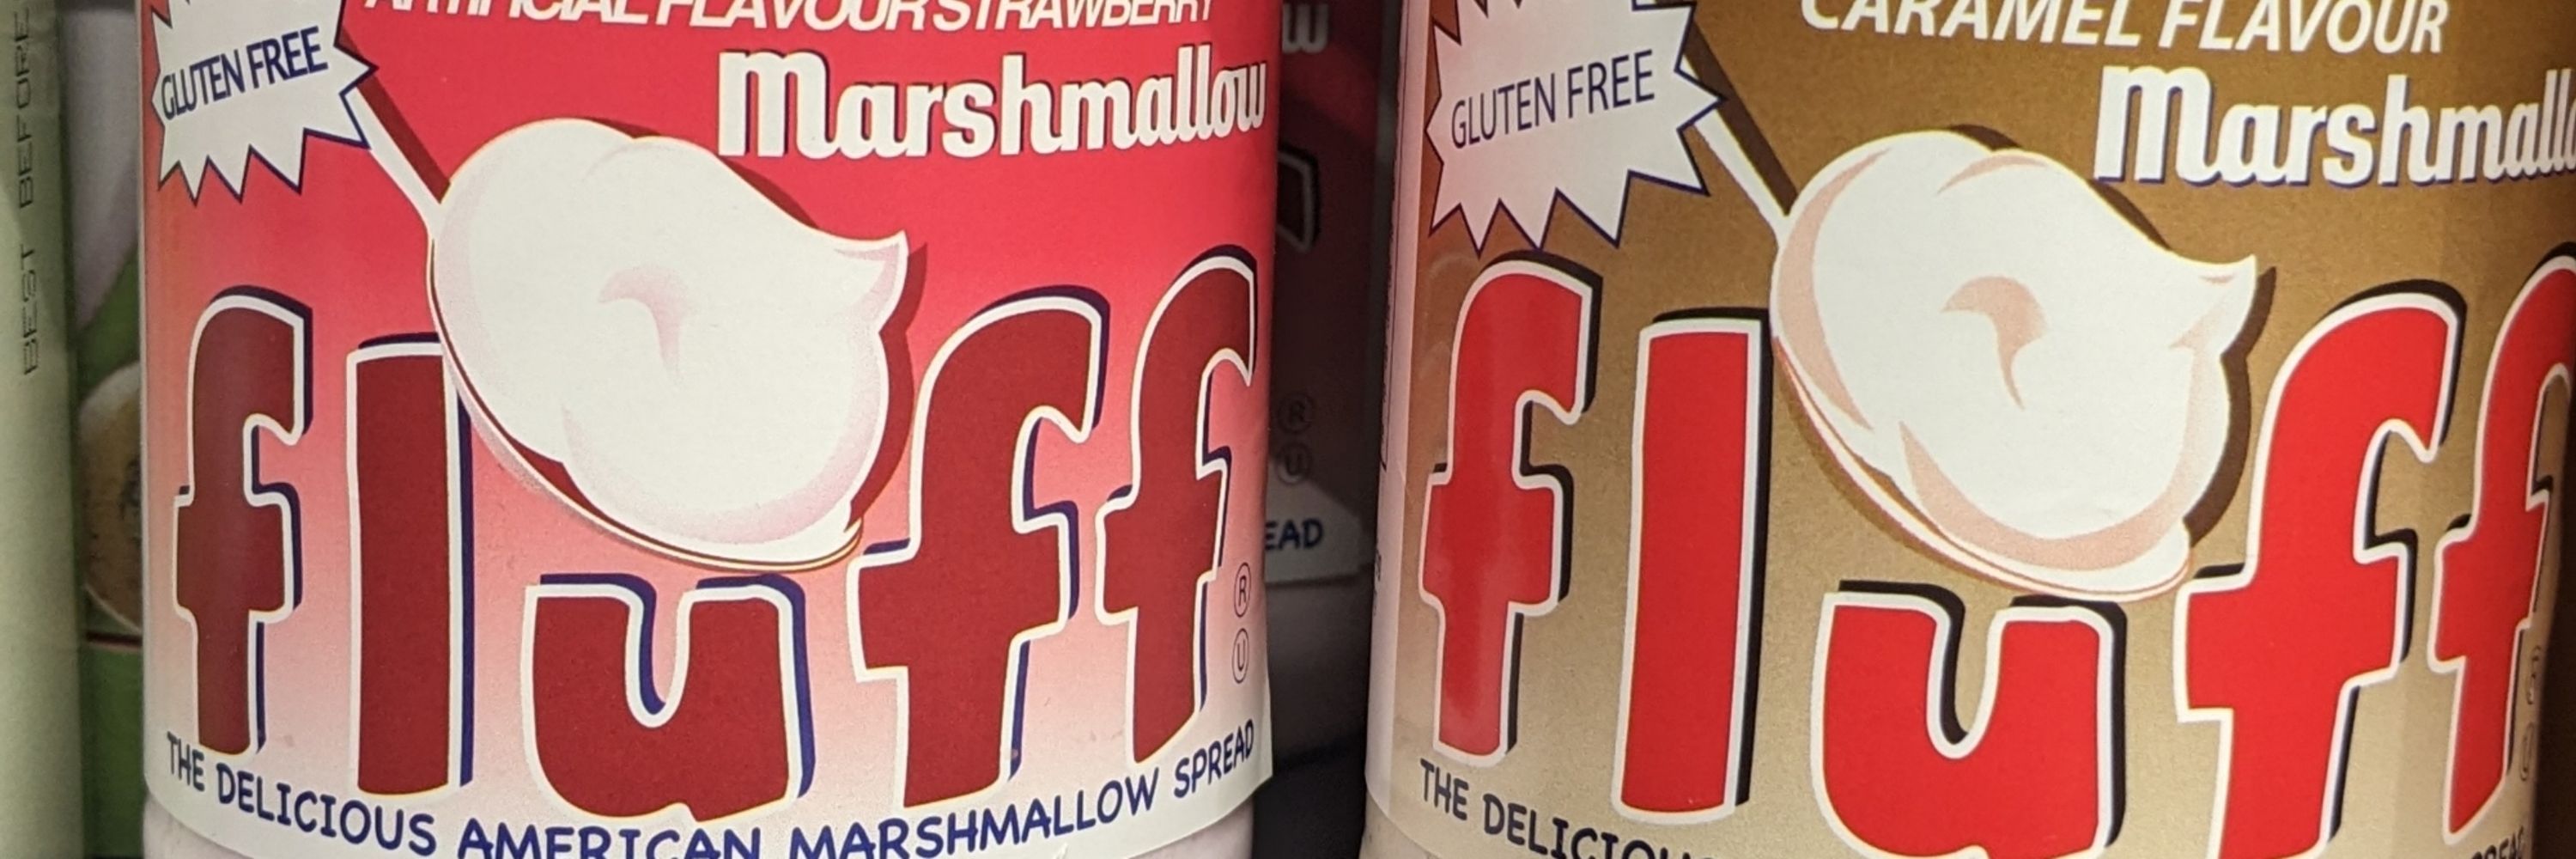 BEST BEFORE
ARTIFICIAL FLAVOUR STRAWBERRY
GLUTEN FREE
Marshmallow
fluff
®
U
THE DELICIOUS AMERICAN MARSHMALLOW SPREAD
w
®
U
EAD
CARAMEL FLAVOUR
GLUTEN FREE
Marshmall
fluff
THE DELICIOU